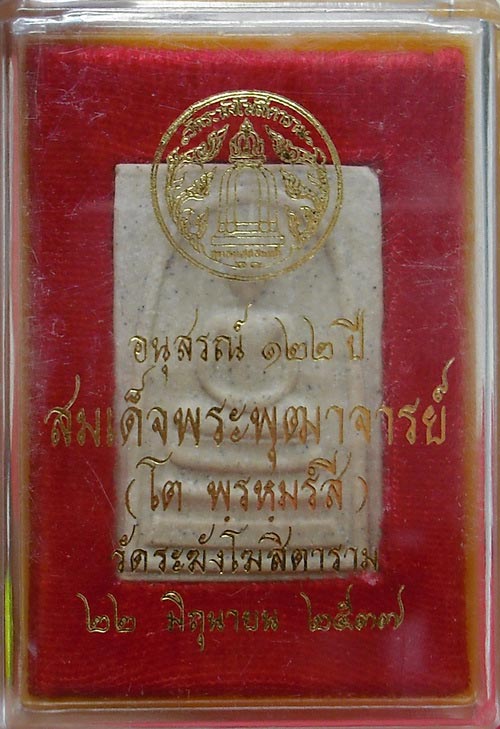 อนุสรณ์ ๑๒๒ ปี
สมเด็จพระพุฒาจารย์
(โต พฺรหฺมรํสี)
วัดระฆังโฆสิตาราม
๒๒ มิถุนายน ๒๕๓๗